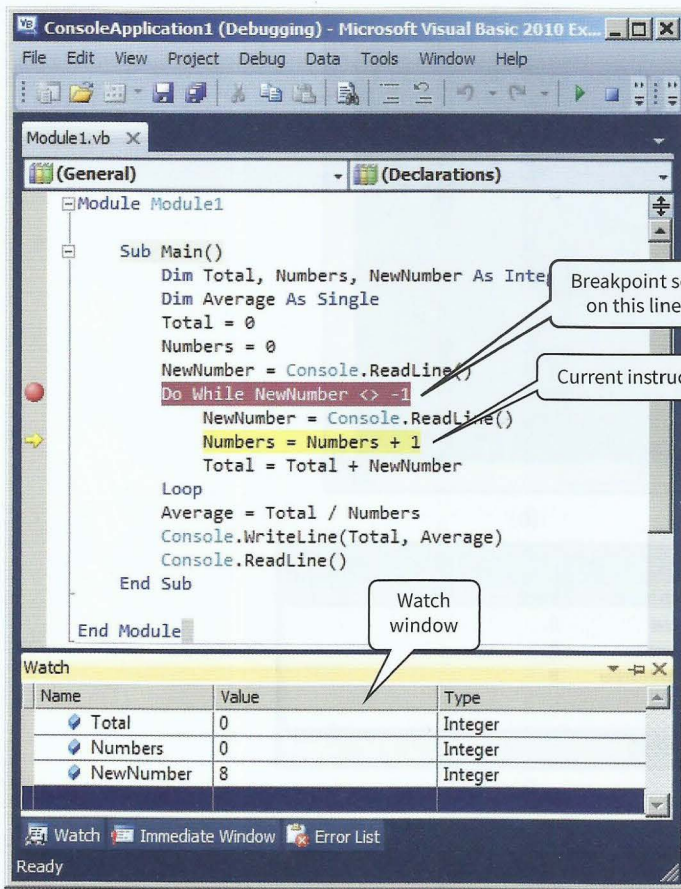 ConsoleApplication1 (Debugging) - Microsoft Visual Basic 2010 Ex...
File Edit View Project Debug Data Tools Window Help
Module1.vb
(General) (Declarations)
Module Module1
Sub Main()
Dim Total, Numbers, NewNumber As
Dim Average As Single
Total = 0
Numbers = 0
NewNumber = Console.ReadLine()
Do While NewNumber <> -1
NewNumber = Console.ReadLine()
Numbers = Numbers + 1
Total = Total + NewNumber
Loop
Average = Total / Numbers
Console.WriteLine(Total, Average)
Console.ReadLine()
End Sub
End Module
Breakpoint
on this line
Current
Watch
window
Watch
Name Value Type
Total 0 Integer
Numbers 0 Integer
NewNumber 8 Integer
Watch Immediate Window Error List
Ready